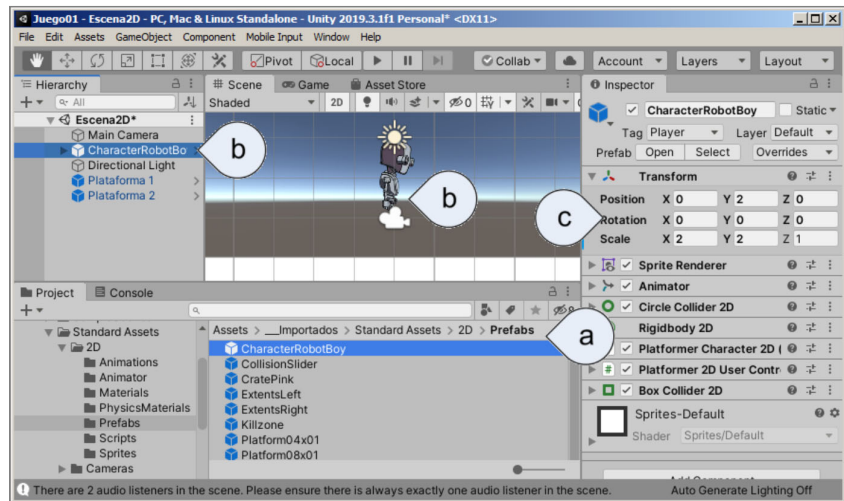 Juego01 - Escena2D - PC, Mac & Linux Standalone - Unity 2019.3.1f1 Personal* <DX11>
File Edit Assets GameObject Component Mobile Input Window Help
Pivot Local Collab Account Layers Layout
Hierarchy
All
Escena2D*
Main Camera
CharacterRobotBo
Directional Light
Plataforma 1
Plataforma 2
b
Scene Game Asset Store
Shaded 2D 0
b
Inspector
CharacterRobotBoy Static
Tag Player Layer Default
Prefab Open Select Overrides
Transform
Position X 0 Y 2 Z 0
Rotation X 0 Y 0 Z 0
Scale X 2 Y 2 Z 1
c
Sprite Renderer
Animator
Circle Collider 2D
Rigidbody 2D
Platformer Character 2D (
Platformer 2D User Contr
Box Collider 2D
Sprites-Default
Shader Sprites/Default
Project Console
Standard Assets
2D
Animations
Animator
Materials
PhysicsMaterials
Prefabs
Scripts
Sprites
Cameras
Assets > __Importados > Standard Assets > 2D > Prefabs
a
CharacterRobotBoy
CollisionSlider
CratePink
ExtentsLeft
ExtentsRight
Killzone
Platform04x01
Platform08x01
There are 2 audio listeners in the scene. Please ensure there is always exactly one audio listener in the scene.
Auto Generate Lighting Off